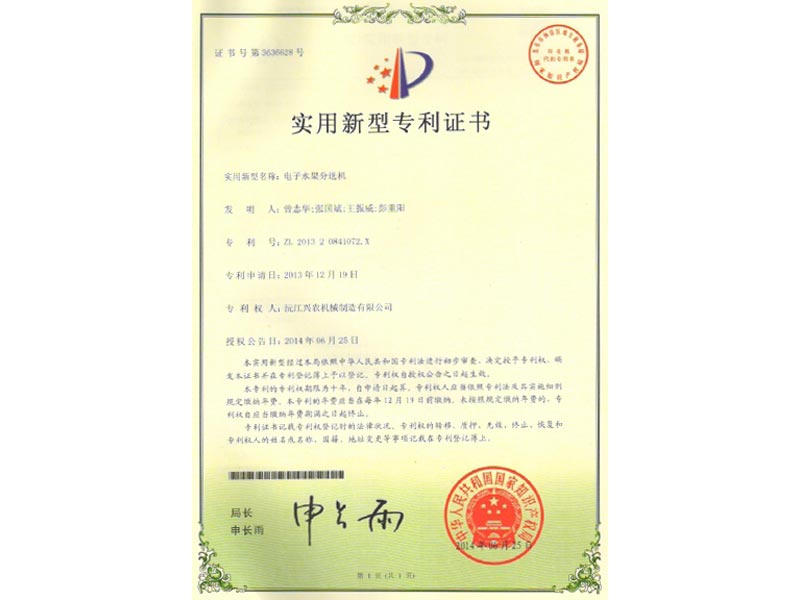 证书号第3636628号
实用新型专利证书
实用新型名称：电子水果分选机
发 明 人：曾志华;张国斌;王振威;彭重阳
专 利 号：ZL 2013 2 0841072.X
专利申请日：2013年12月19日
专 利 权 人：沅江兴农机械制造有限公司
授权公告日：2014年06月25日
本实用新型经过本局依照中华人民共和国专利法进行初步审查，决定授予专利权，颁
发本证书并在专利登记簿上予以登记。专利权自授权公告之日起生效。
本专利的专利权期限为十年，自申请日起算。专利权人应当依照专利法及其实施细则
规定缴纳年费。本专利的年费应当在每年12月19日前缴纳。未按照规定缴纳年费的，专
利权自应当缴纳年费期满之日起终止。
专利证书记载专利权登记时的法律状况。专利权的转移、质押、无效、终止、恢复和
专利权人的姓名或名称、国籍、地址变更等事项记载在专利登记簿上。
局长
申长雨
申长雨
中华人民共和国国家知识产权局
2014年06月25日
第1页(共1页)